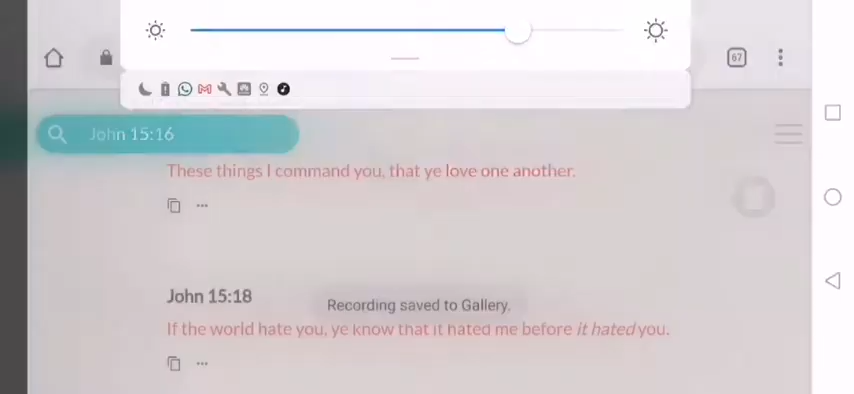 67
John 15:16
These things I command you, that ye love one another.
John 15:18
Recording saved to Gallery.
If the world hate you, ye know that it hated me before it hated you.